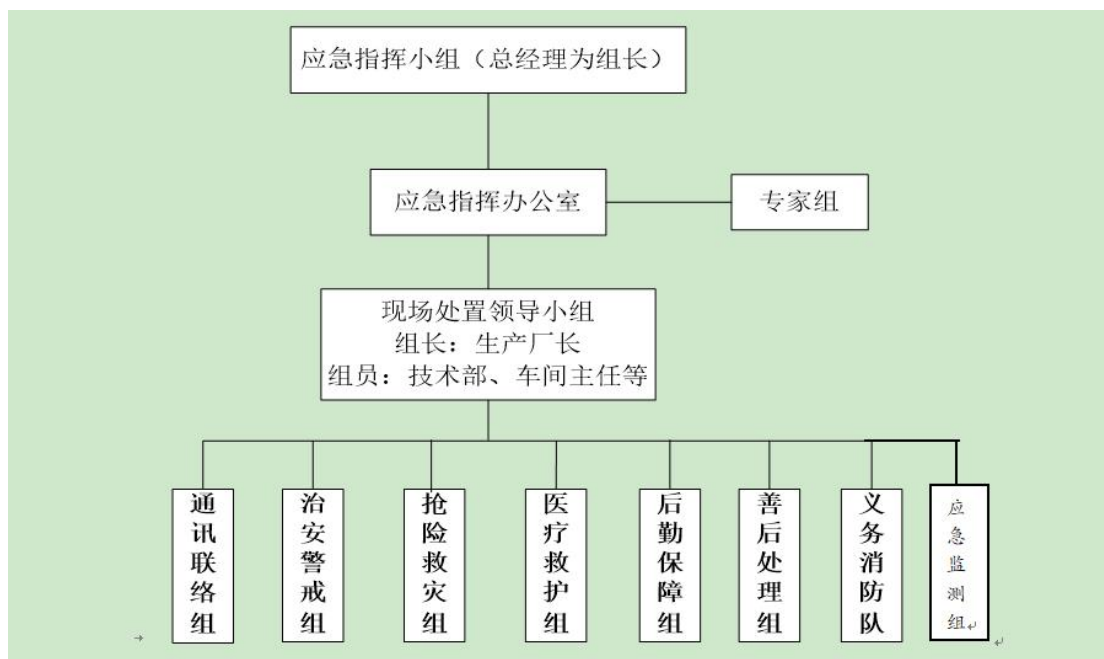 应急指挥小组（总经理为组长）
应急指挥办公室
专家组
现场处置领导小组
组长：生产厂长
组员：技术部、车间主任等
通讯联络组
治安警戒组
抢险救灾组
医疗救护组
后勤保障组
善后处理组
义务消防队
应急监测组